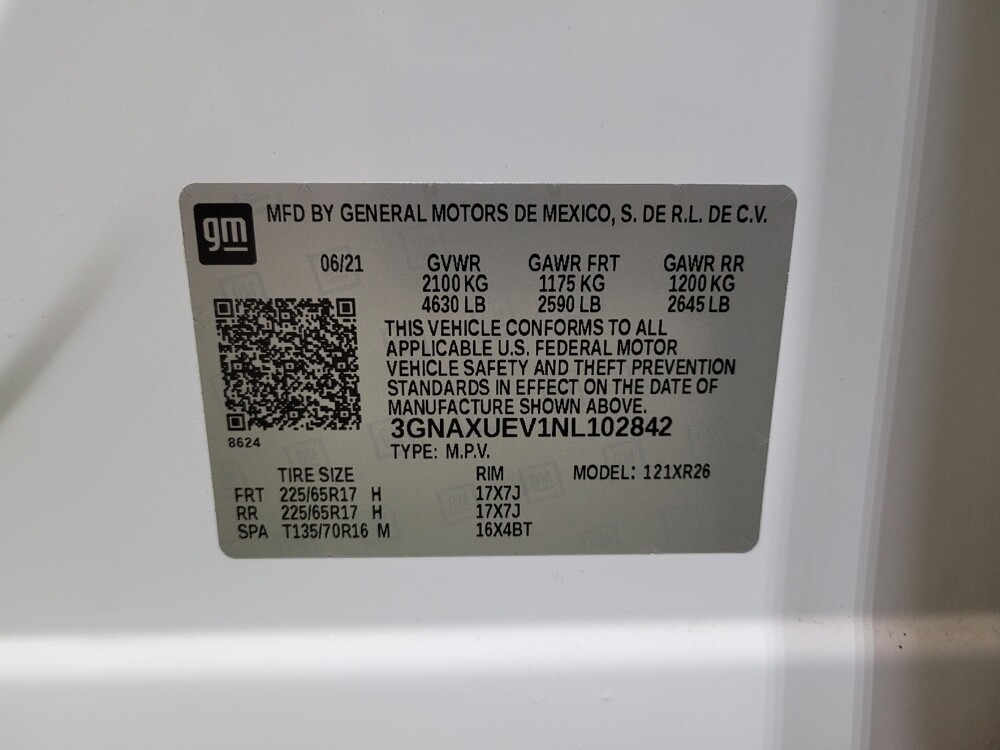 gm MFD BY GENERAL MOTORS DE MEXICO, S. DE R.L. DE C.V.
06/21 GVWR GAWR FRT GAWR RR
2100 KG 1175 KG 1200 KG
4630 LB 2590 LB 2645 LB
THIS VEHICLE CONFORMS TO ALL
APPLICABLE U.S. FEDERAL MOTOR
VEHICLE SAFETY AND THEFT PREVENTION
STANDARDS IN EFFECT ON THE DATE OF
MANUFACTURE SHOWN ABOVE.
3GNAXUEV1NL102842
8624
TYPE: M.P.V.
TIRE SIZE RIM MODEL: 121XR26
FRT 225/65R17 H 17X7J
RR 225/65R17 H 17X7J
SPA T135/70R16 M 16X4BT